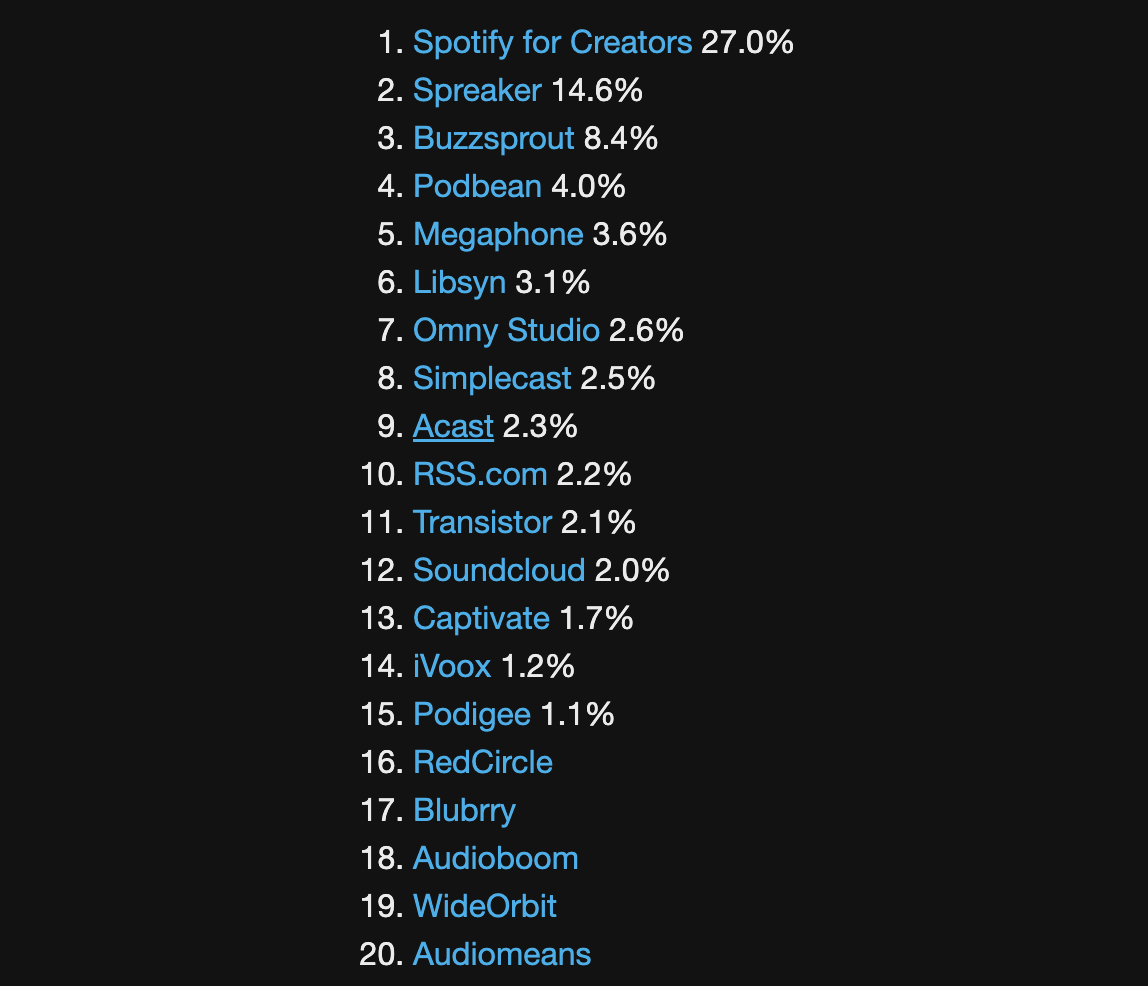 1. Spotify for Creators 27.0%
2. Spreaker 14.6%
3. Buzzsprout 8.4%
4. Podbean 4.0%
5. Megaphone 3.6%
6. Libsyn 3.1%
7. Omny Studio 2.6%
8. Simplecast 2.5%
9. Acast 2.3%
10. RSS.com 2.2%
11. Transistor 2.1%
12. Soundcloud 2.0%
13. Captivate 1.7%
14. iVoox 1.2%
15. Podigee 1.1%
16. RedCircle
17. Blubrry
18. Audioboom
19. WideOrbit
20. Audiomeans